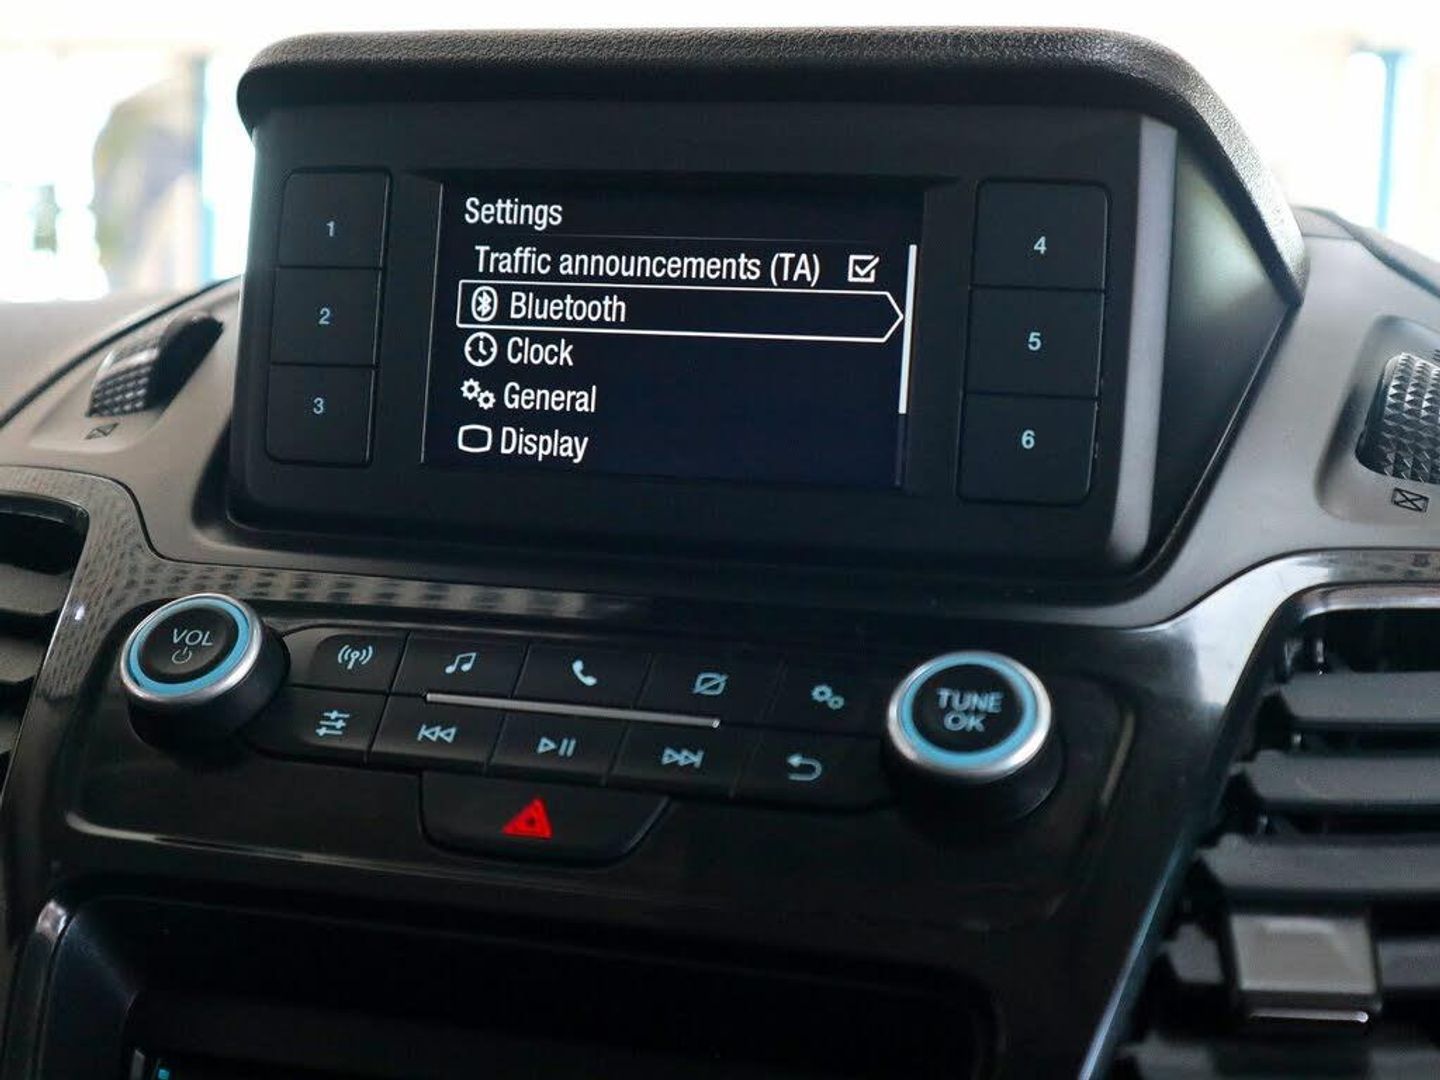 Settings
Traffic announcements (TA)
Bluetooth
Clock
General
Display
1
2
3
4
5
6
VOL
TUNE
OK